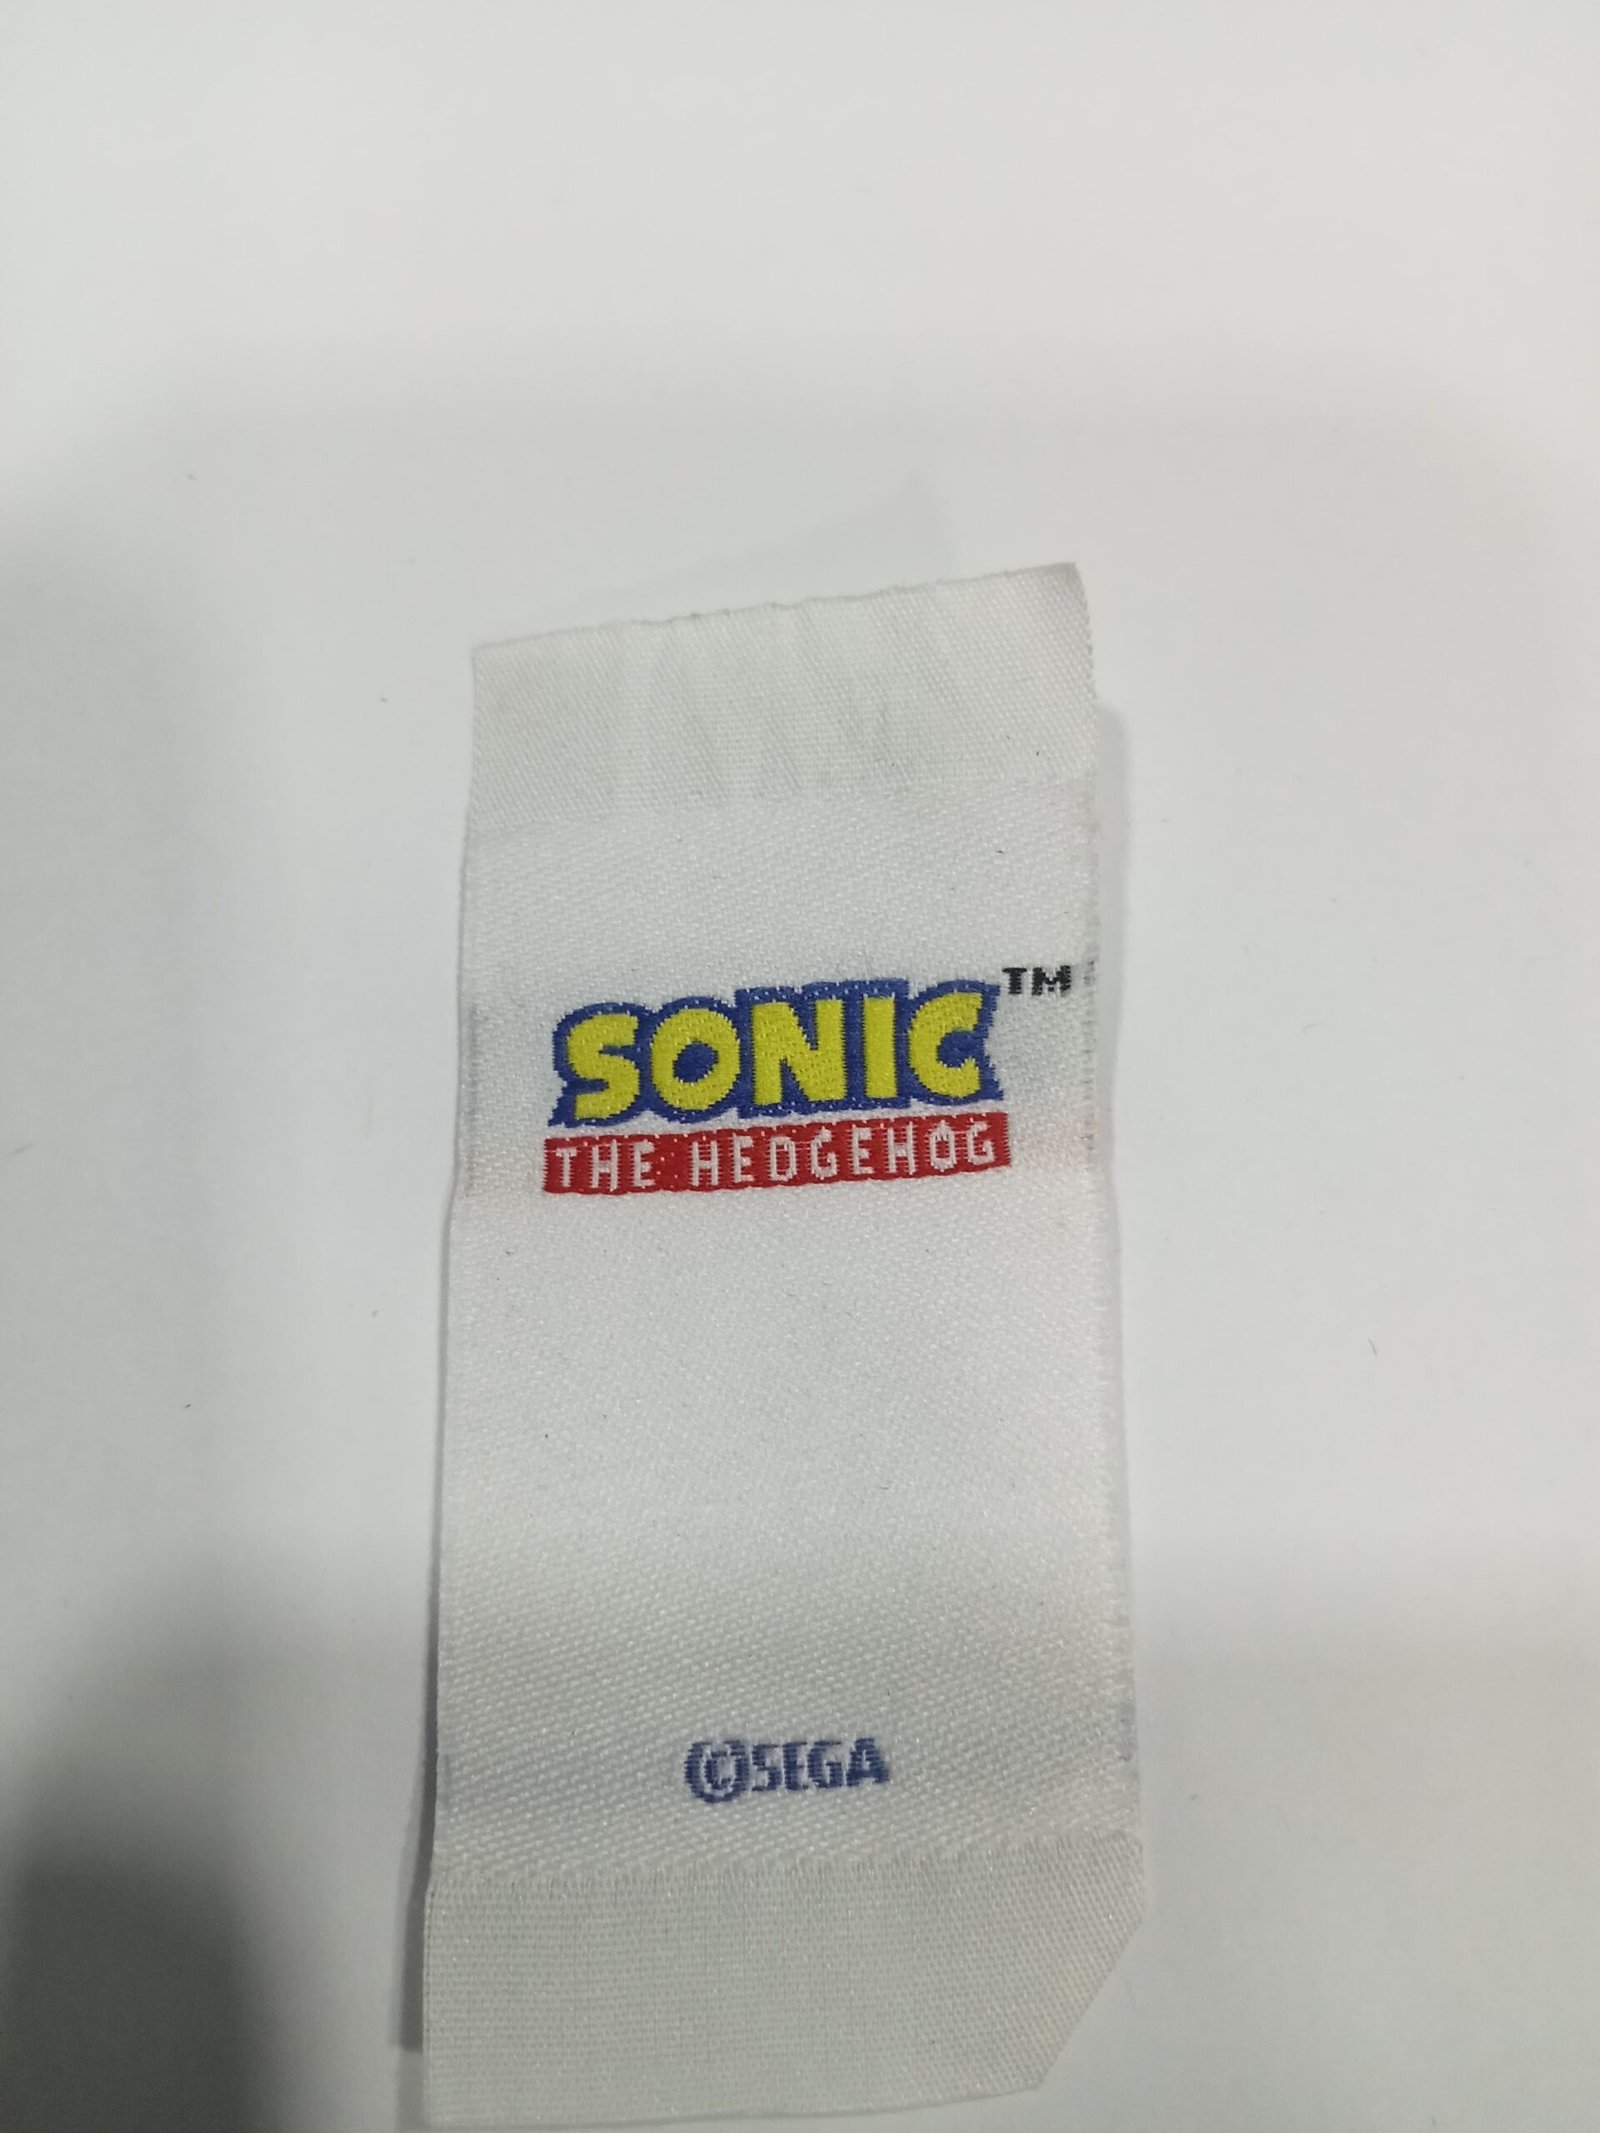 SONIC™
THE HEDGEHOG
©SEGA